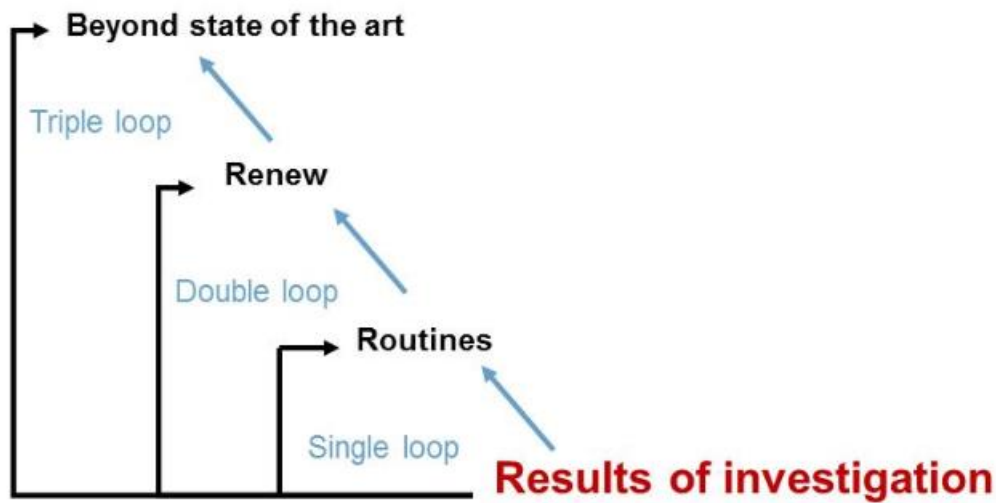 Beyond state of the art
Triple loop
Renew
Double loop
Routines
Single loop
Results of investigation